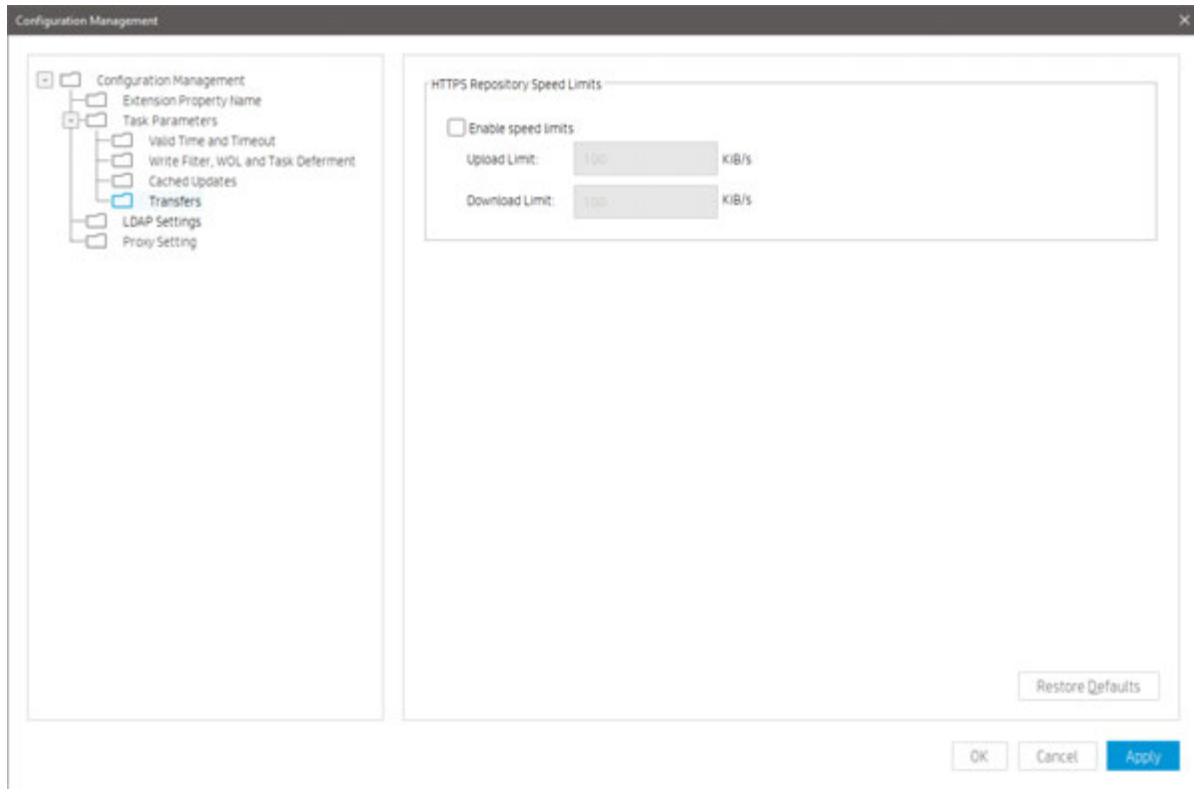 Configuration Management
Configuration Management
Extension Property Name
Task Parameters
Valid Time and Timeout
Write Filter, WOL and Task Deferment
Cached Updates
Transfers
LDAP Settings
Proxy Setting
HTTPS Repository Speed Limits
Enable speed limits
Upload Limit: 100 KiB/s
Download Limit: 100 KiB/s
Restore Defaults
OK Cancel Apply